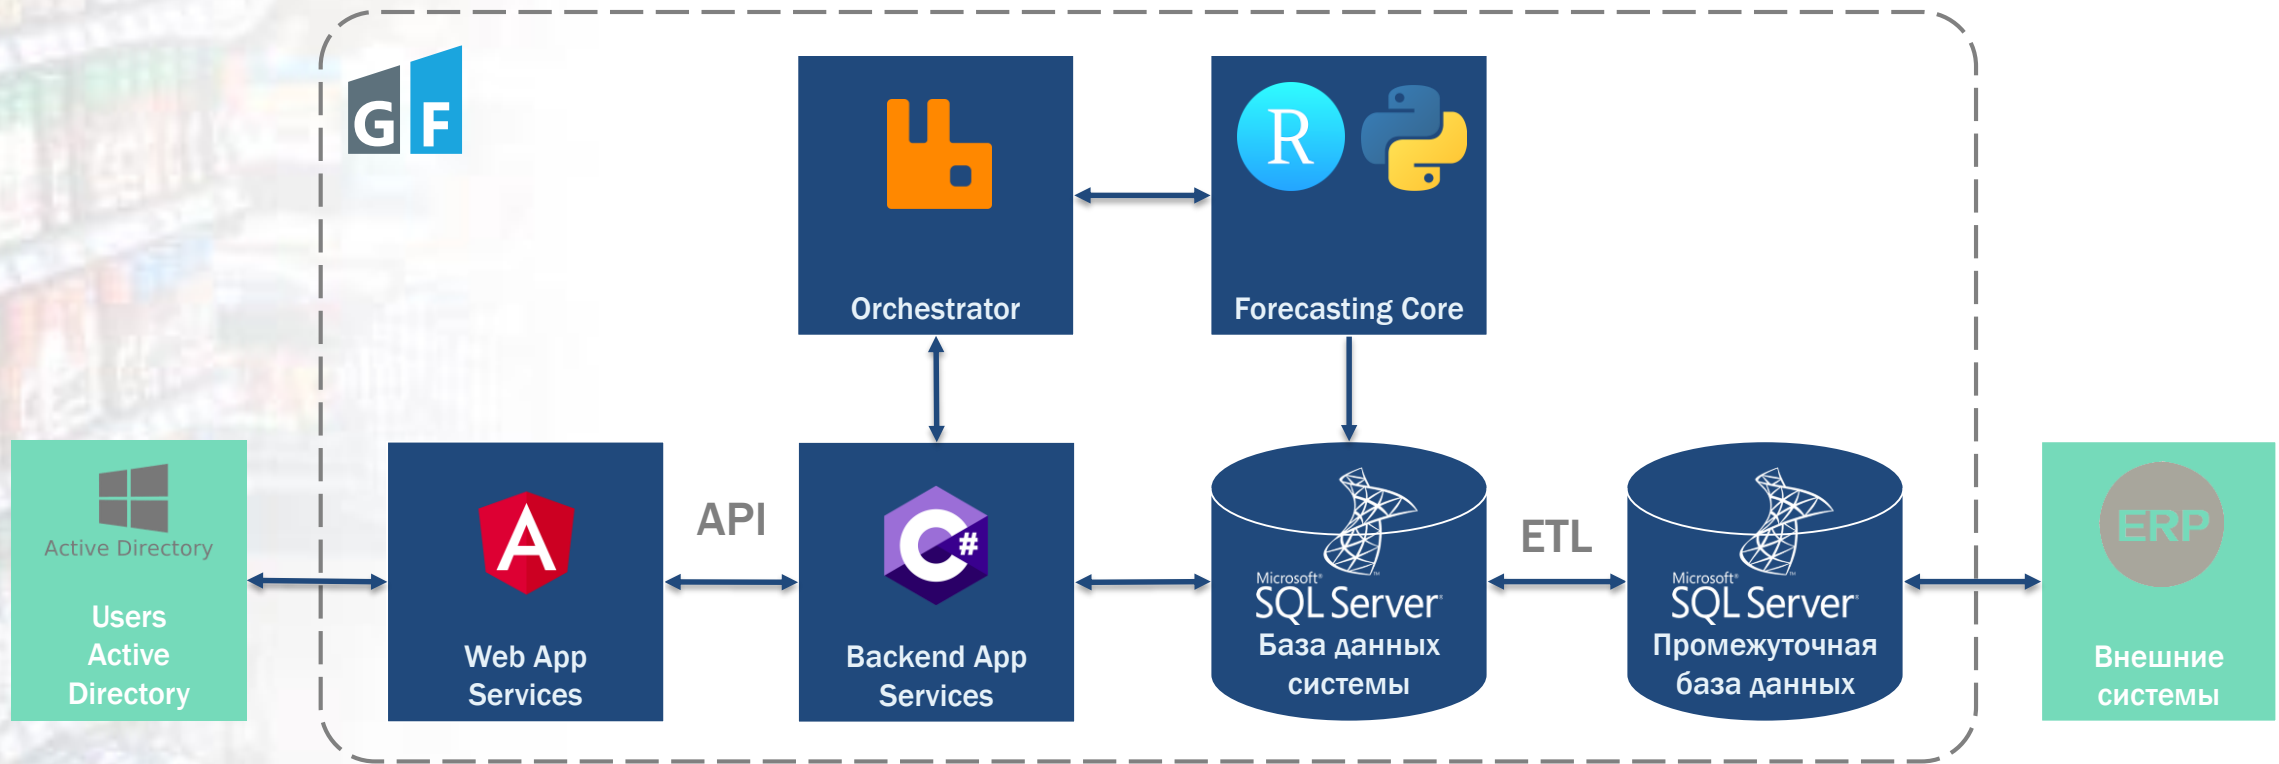 G F
R
Orchestrator
Forecasting Core
Active Directory
Users
Active
Directory
A
Web App
Services
API
C#
Backend App
Services
Microsoft®
SQL Server
База данных
системы
ETL
Microsoft®
SQL Server
Промежуточная
база данных
ERP
Внешние
системы